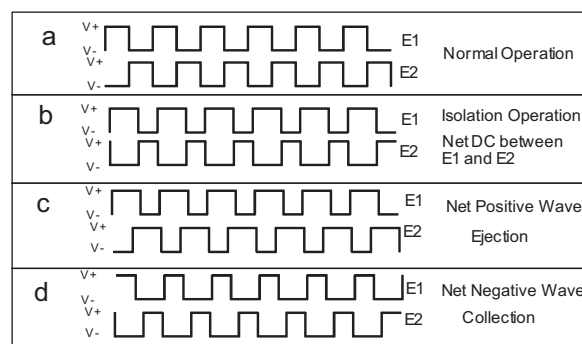 a
V+
V-
E1
V+
V-
E2
Normal Operation
b
V+
V-
E1
V+
V-
E2
Isolation Operation
Net DC between
E1 and E2
c
V+
V-
E1
V+
V-
E2
Net Positive Wave
Ejection
d
V+
V-
E1
V+
V-
E2
Net Negative Wave
Collection